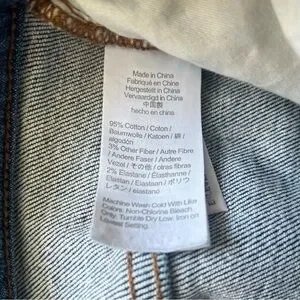 Made in China
Fabriqué en Chine
Hergestellt in China
Vervaardigd in China
中国製
hecho en china
95% Cotton / Coton /
Baumwolle / Katoen / 綿 /
algodón
3% Other Fiber / Autre Fibre
/ Andere Faser / Andere
Vezel / その他 / otras fibras
2% Elastane / Élasthanne /
Elastan / Elastaan / ポリウ
レタン / elastano
Machine Wash Cold With Like
Colors. Non-Chlorine Bleach
Only. Tumble Dry Low. Iron on
Lowest Setting.